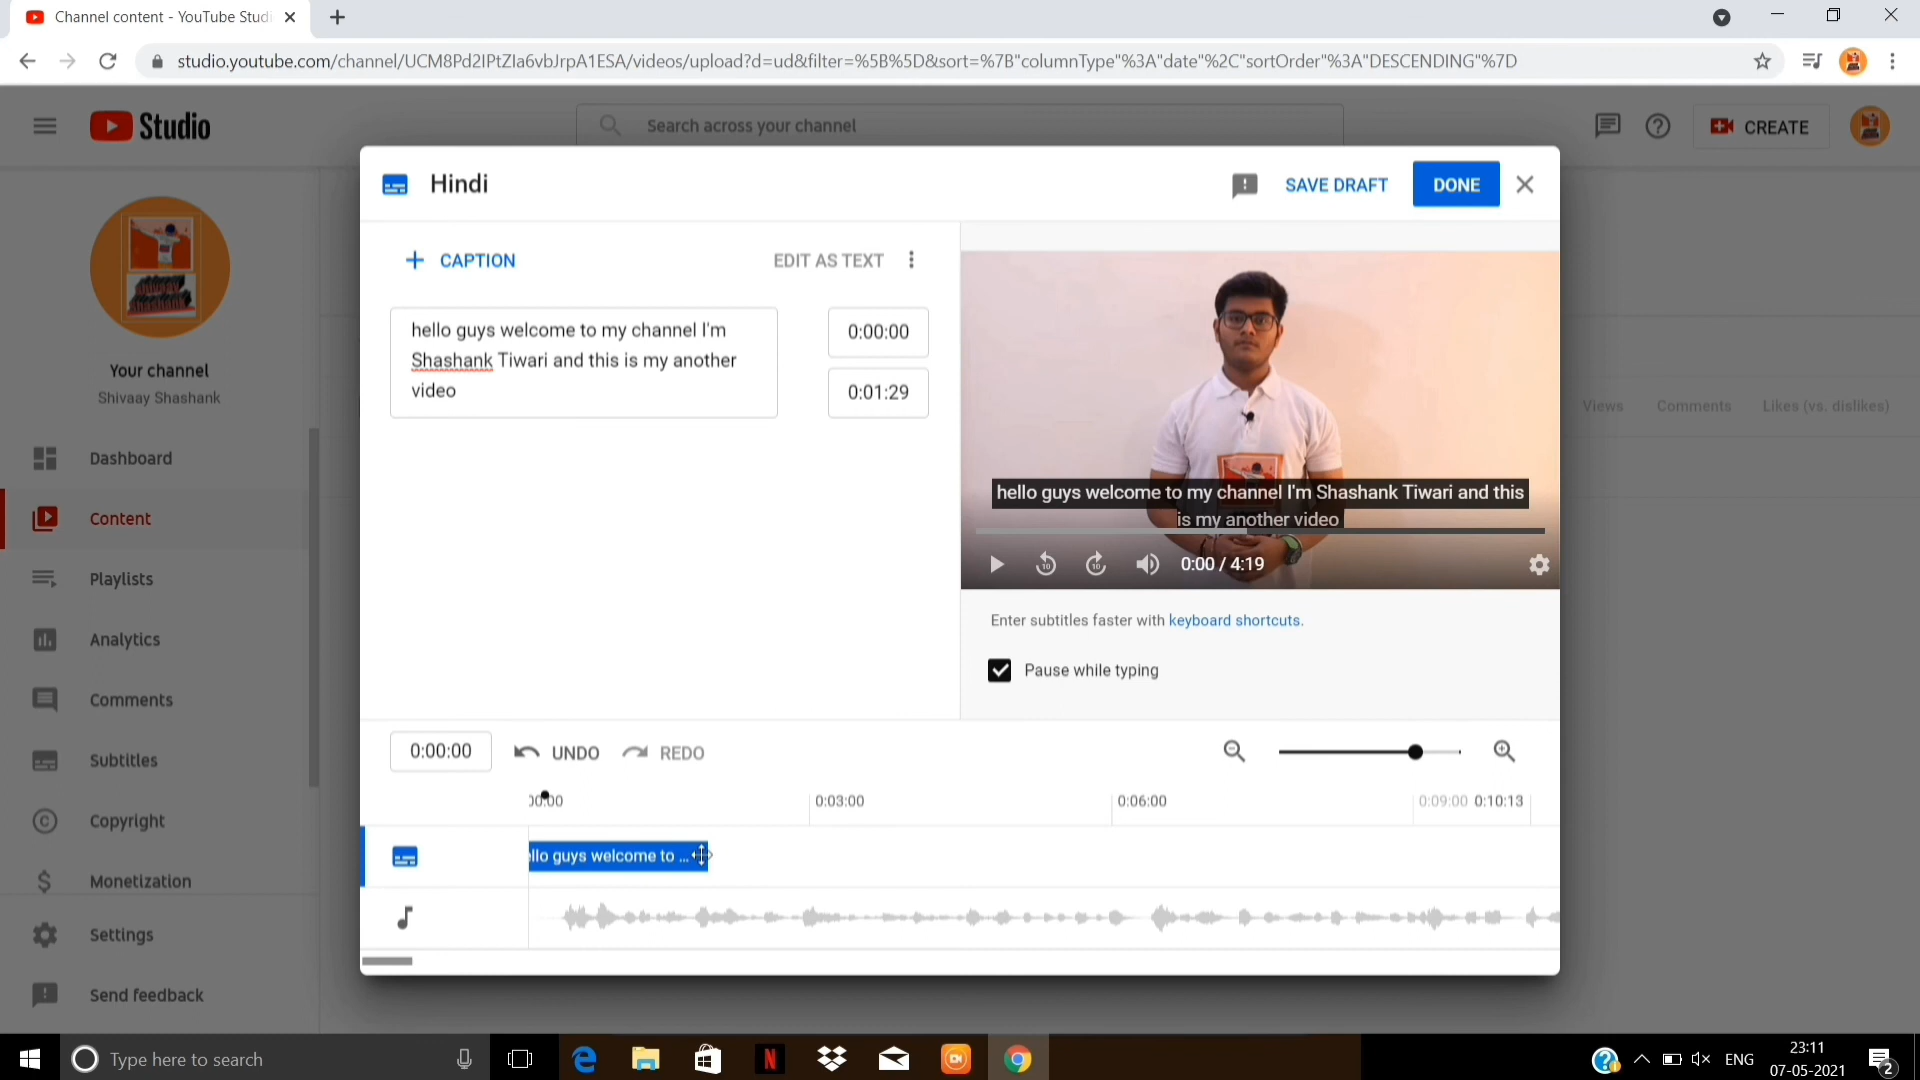 Channel content - YouTube Studi
studio.youtube.com/channel/UCM8Pd2IPtZIa6vbJrpA1ESA/videos/upload?d=ud&filter=%5B%5D&sort=%7B"columnType"%3A"date"%2C"sortOrder"%3A"DESCENDING"%7D
Studio
Search across your channel
CREATE
Hindi
SAVE DRAFT
DONE
CAPTION
EDIT AS TEXT
hello guys welcome to my channel I'm
Shashank Tiwari and this is my another
video
0:00:00
0:01:29
hello guys welcome to my channel I'm Shashank Tiwari and this
is my another video
0:00 / 4:19
Enter subtitles faster with keyboard shortcuts.
Pause while typing
shivaay
shashank
Your channel
Shivaay Shashank
Dashboard
Content
Playlists
Analytics
Comments
Subtitles
Copyright
Monetization
Settings
Send feedback
Views
Comments
Likes (vs. dislikes)
0:00:00
UNDO
REDO
00:00
0:03:00
0:06:00
0:09:00
0:10:13
llo guys welcome to ...
Type here to search
ENG
23:11
07-05-2021
2